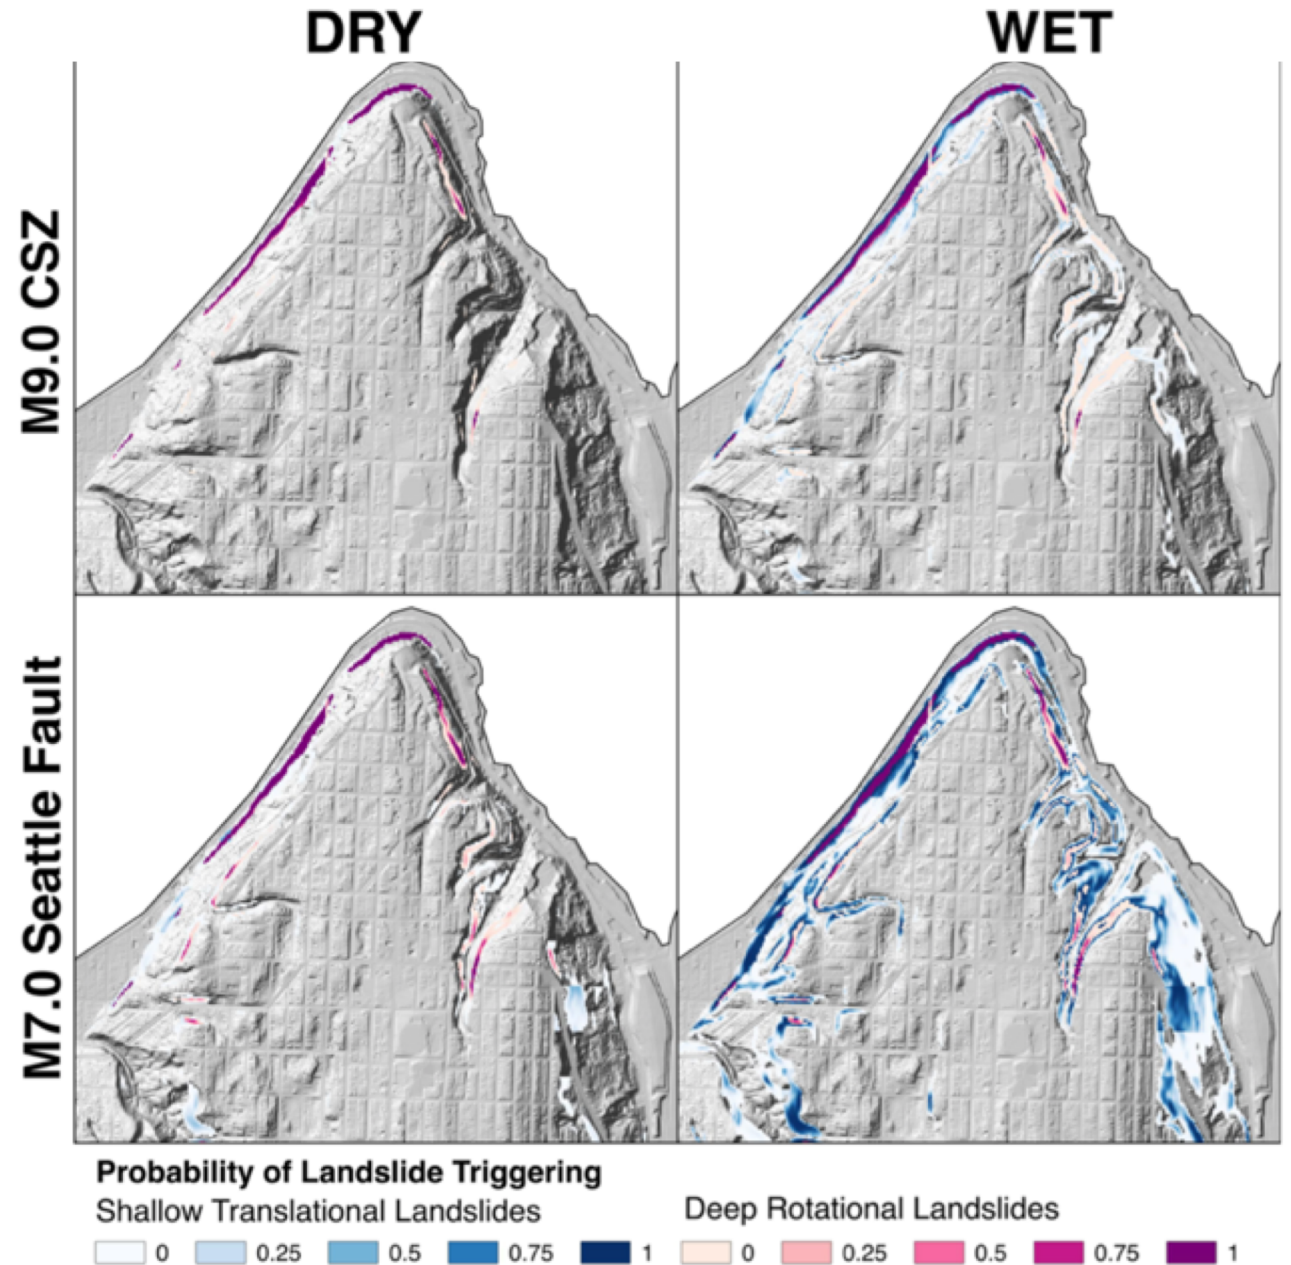 DRY WET
M9.0 CSZ
M7.0 Seattle Fault
Probability of Landslide Triggering
Shallow Translational Landslides Deep Rotational Landslides
0 0.25 0.5 0.75 1 0 0.25 0.5 0.75 1